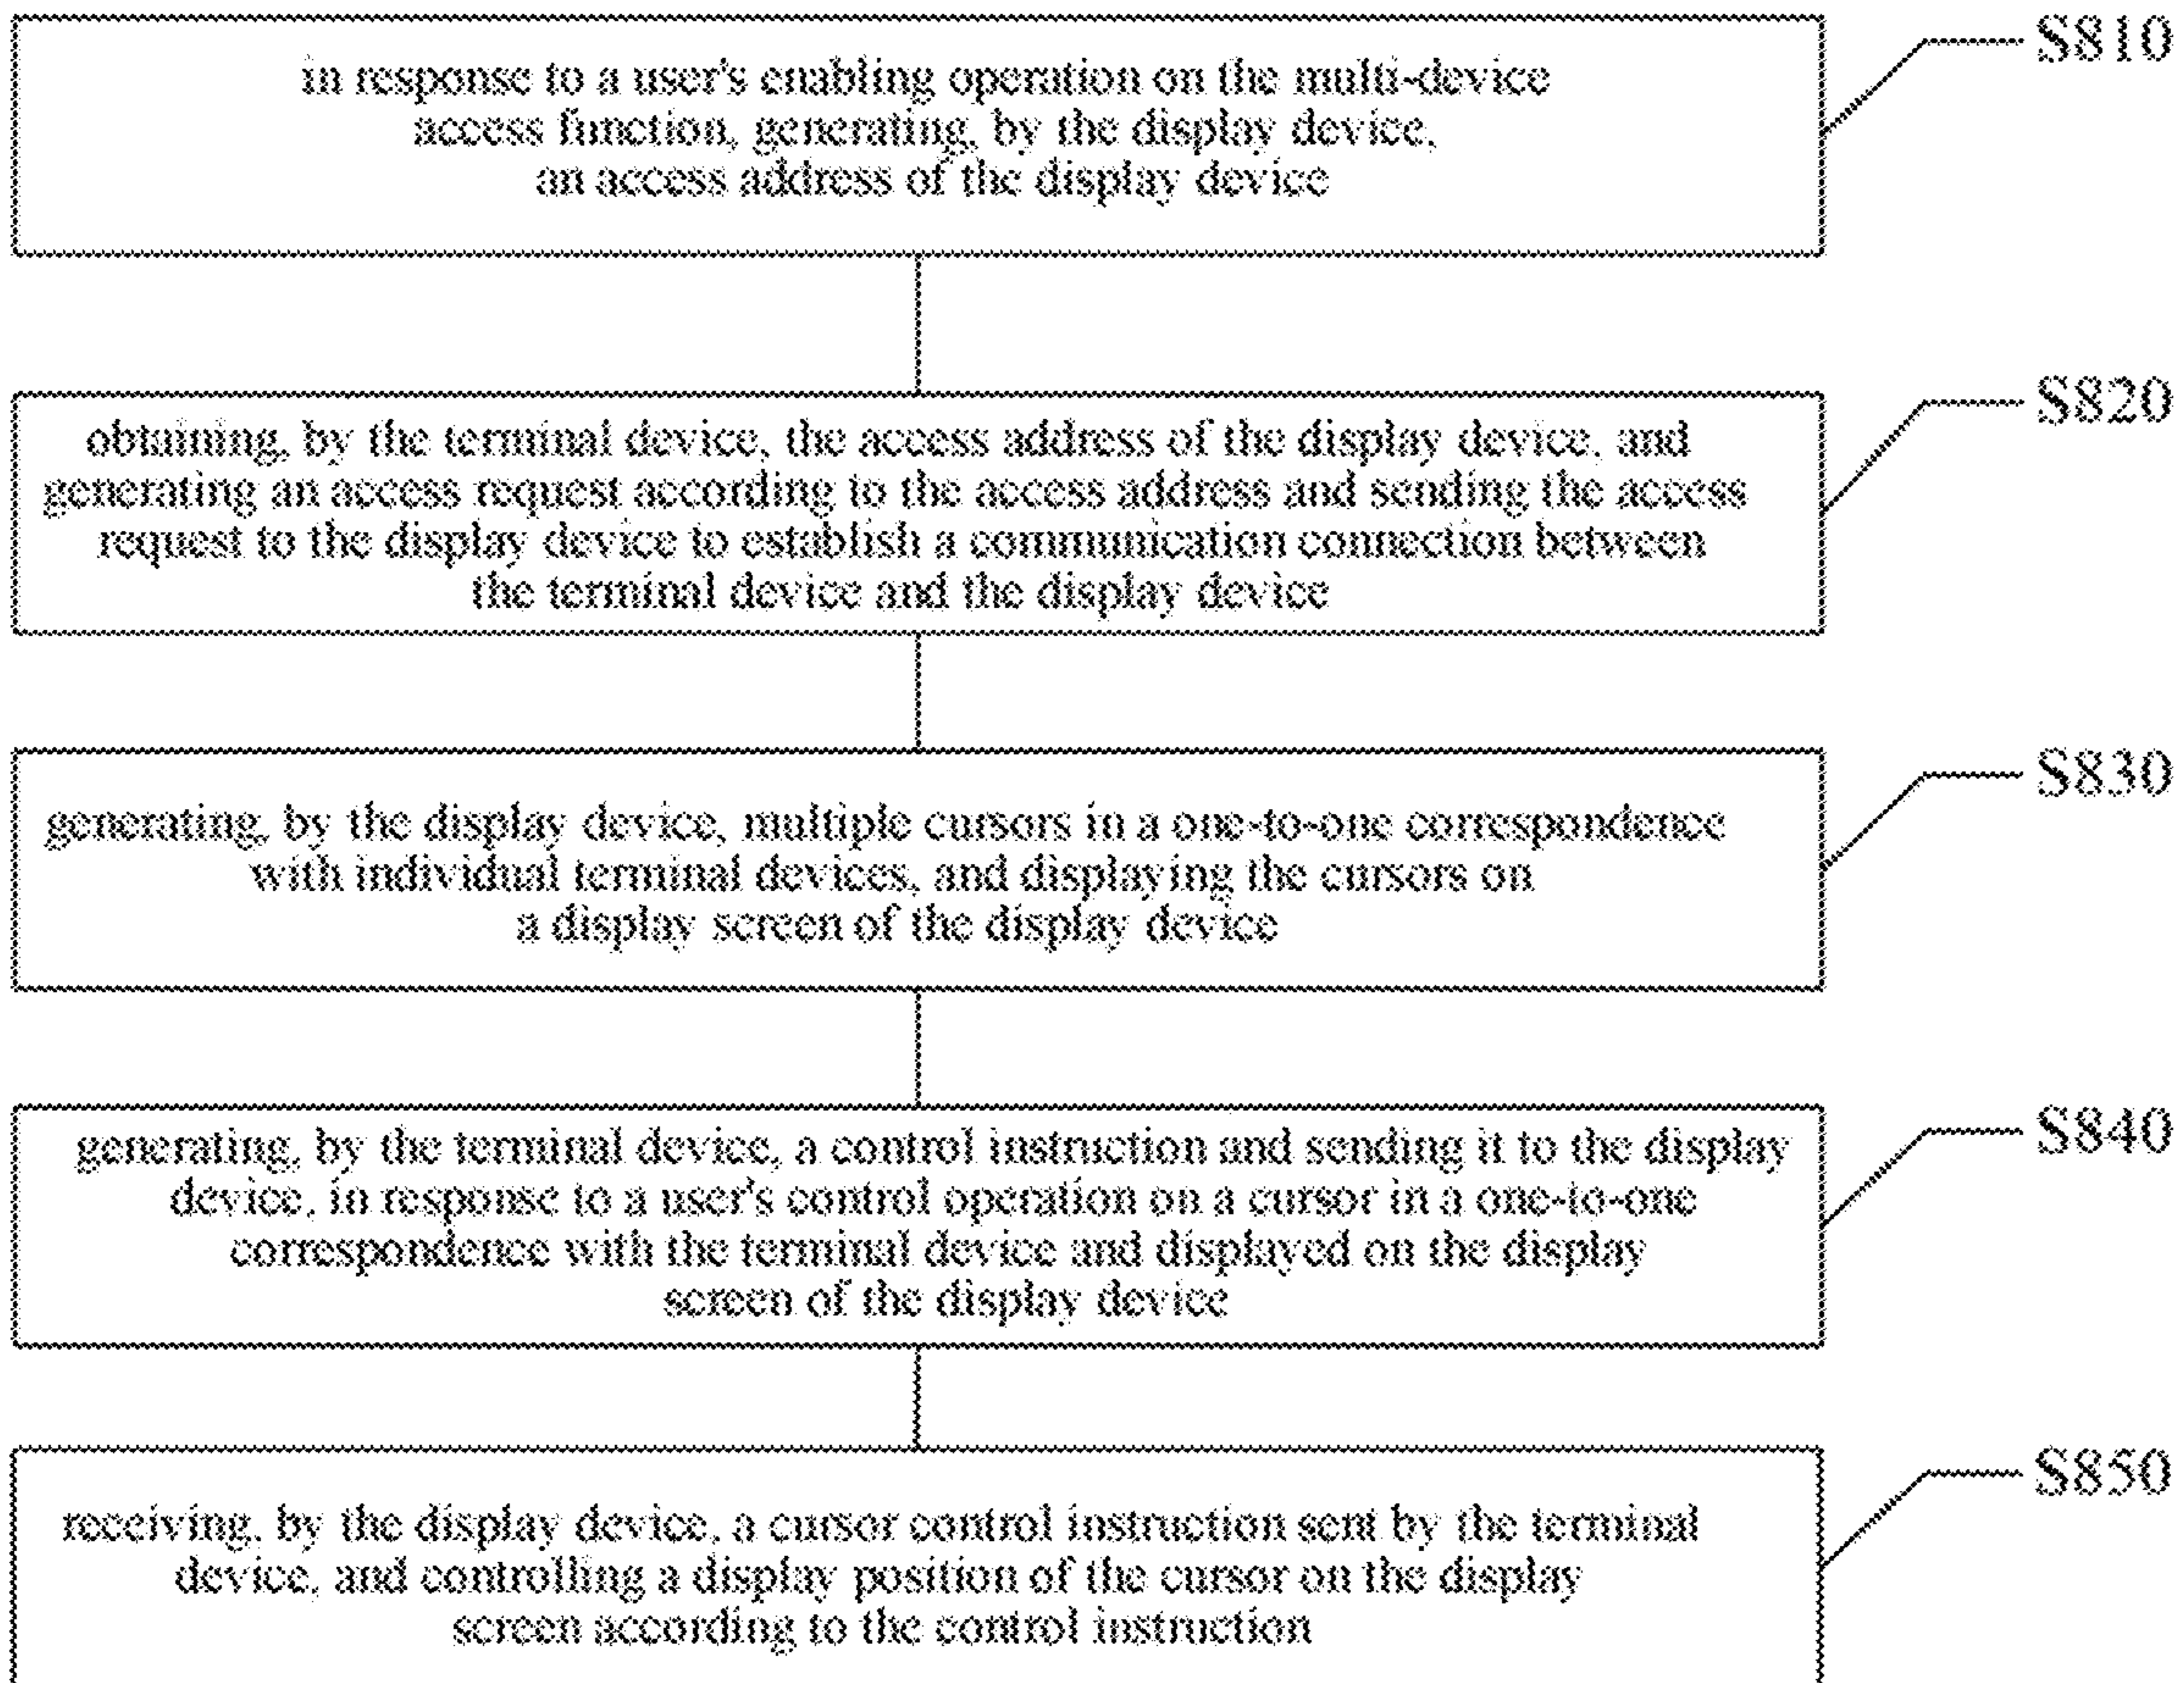 in response to a user's enabling operation on the multi-device
access function, generating, by the display device,
an access address of the display device
S810
obtaining, by the terminal device, the access address of the display device, and
generating an access request according to the access address and sending the access
request to the display device to establish a communication connection between
the terminal device and the display device
S820
generating, by the display device, multiple cursors in a one-to-one correspondence
with individual terminal devices, and displaying the cursors on
a display screen of the display device
S830
generating, by the terminal device, a control instruction and sending it to the display
device, in response to a user's control operation on a cursor in a one-to-one
correspondence with the terminal device and displayed on the display
screen of the display device
S840
receiving, by the display device, a cursor control instruction sent by the terminal
device, and controlling a display position of the cursor on the display
screen according to the control instruction
S850